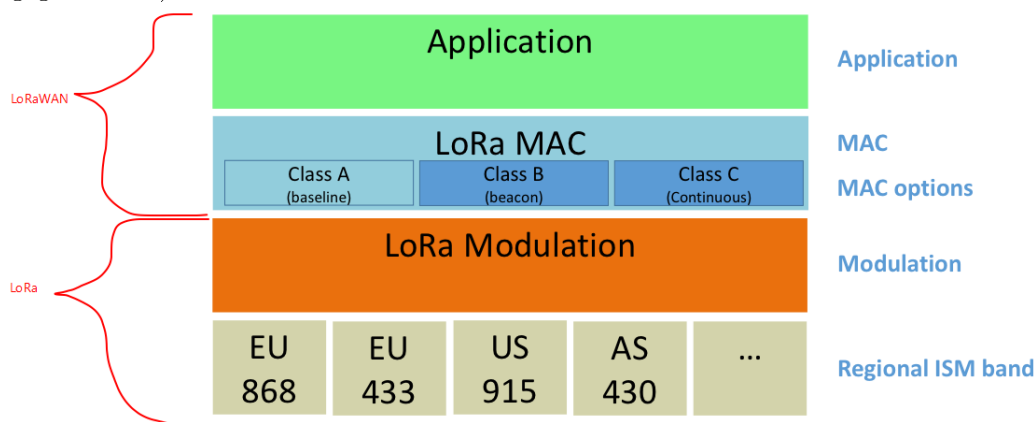 Application
Application
LoRaWAN
LoRa MAC
MAC
Class A
(baseline)
Class B
(beacon)
Class C
(Continuous)
MAC options
LoRa Modulation
Modulation
LoRa
EU
868
EU
433
US
915
AS
430
...
Regional ISM band